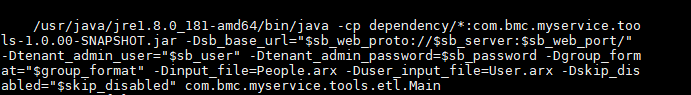 /usr/java/jre1.8.0_181-amd64/bin/java -cp dependency/*:com.bmc.myservice.too
ls-1.0.00-SNAPSHOT.jar -Dsb_base_url="$sb_web_proto://$sb_server:$sb_web_port/"
-Dtenant_admin_user="$sb_user" -Dtenant_admin_password=$sb_password -Dgroup_form
at="$group_format" -Dinput_file=People.arx -Duser_input_file=User.arx -Dskip_dis
abled="$skip_disabled" com.bmc.myservice.tools.etl.Main